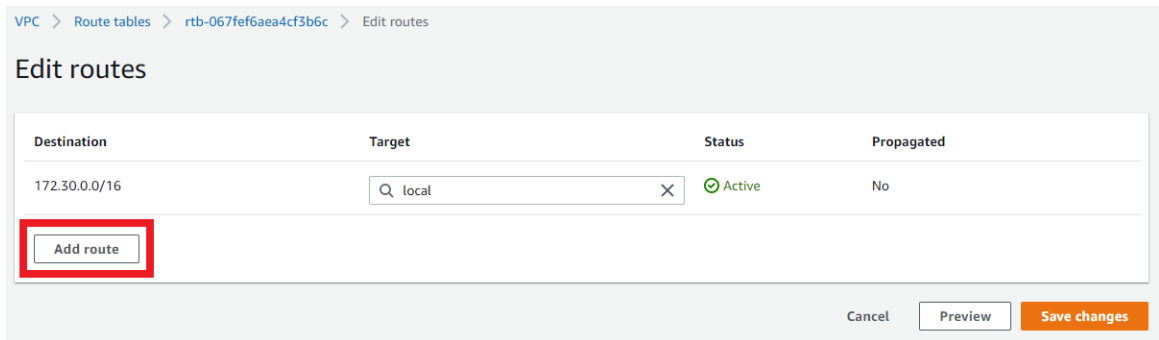 VPC > Route tables > rtb-067fef6aea4cf3b6c > Edit routes
Edit routes
Destination Target Status Propagated
172.30.0.0/16 local Active No
Add route
Cancel Preview Save changes